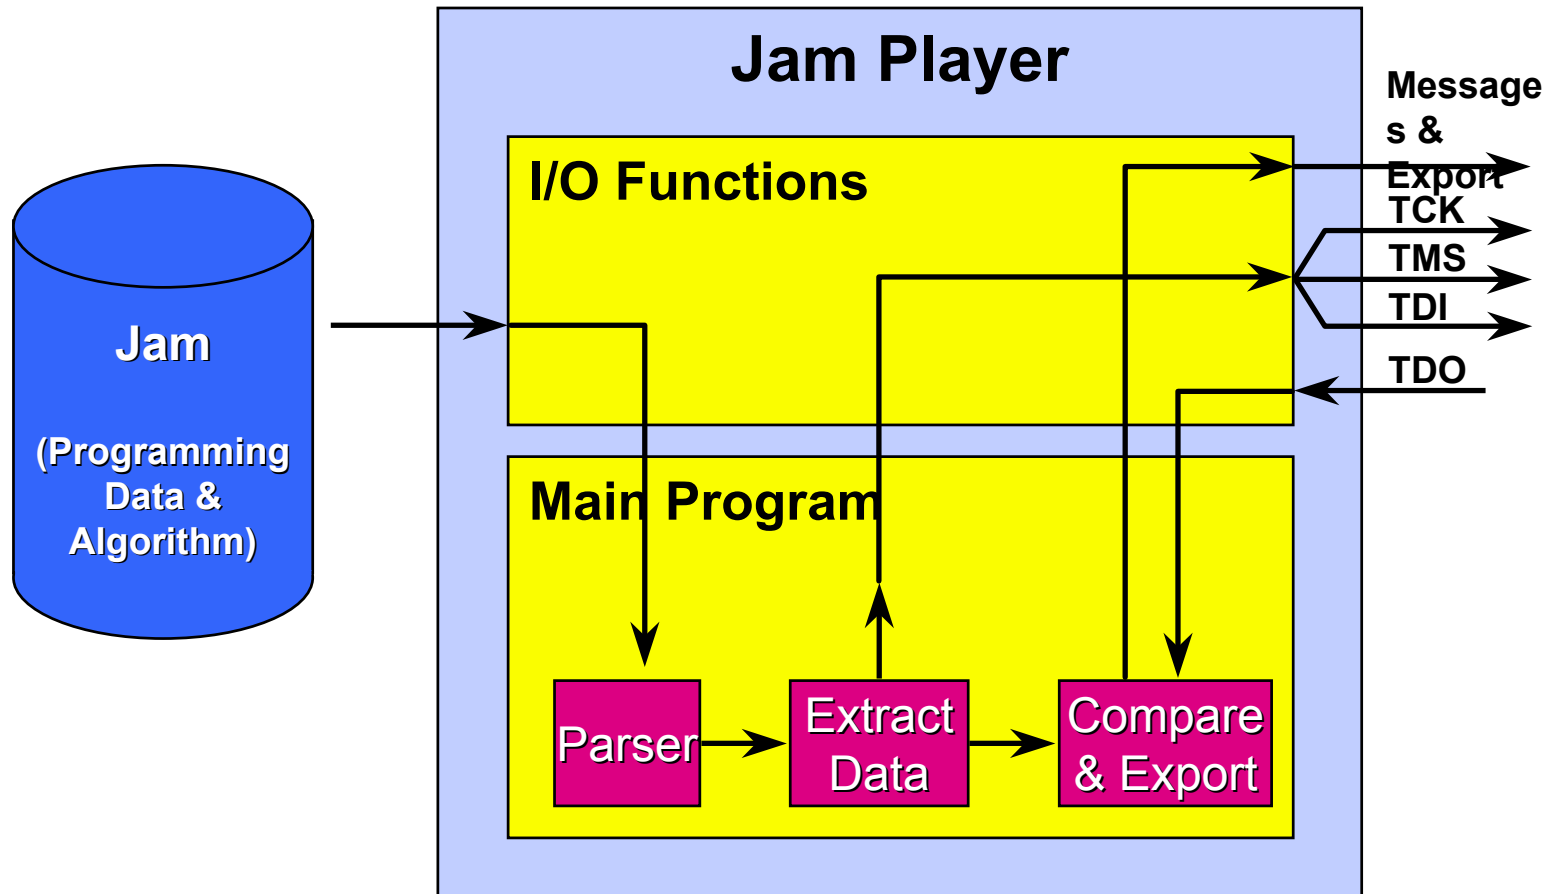 Jam Player
Message
s &
Export
I/O Functions
TCK
TMS
TDI
TDO
Jam
(Programming
Data &
Algorithm)
Main Program
Parser
Extract
Data
Compare
& Export